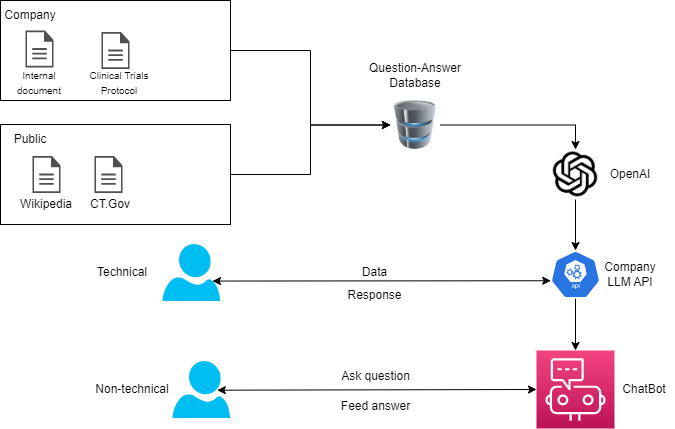 Company
Internal
document
Clinical Trials
Protocol
Question-Answer
Database
Public
Wikipedia
CT.Gov
OpenAI
Technical
Data
Response
api
Company
LLM API
Non-technical
Ask question
Feed answer
ChatBot